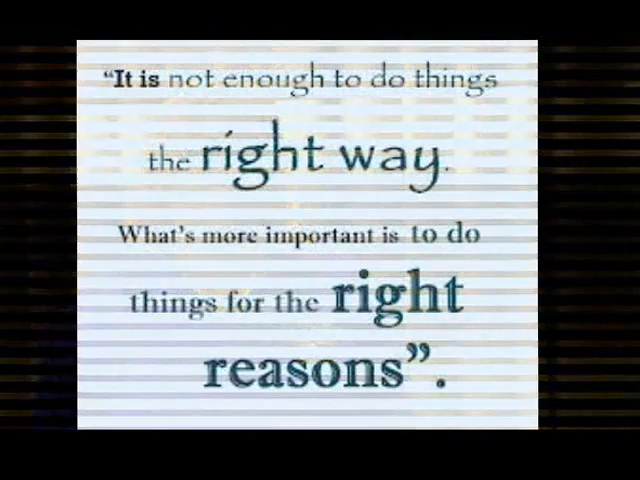 “It is not enough to do things
the right way.
What's more important is to do
things for the right
reasons”.